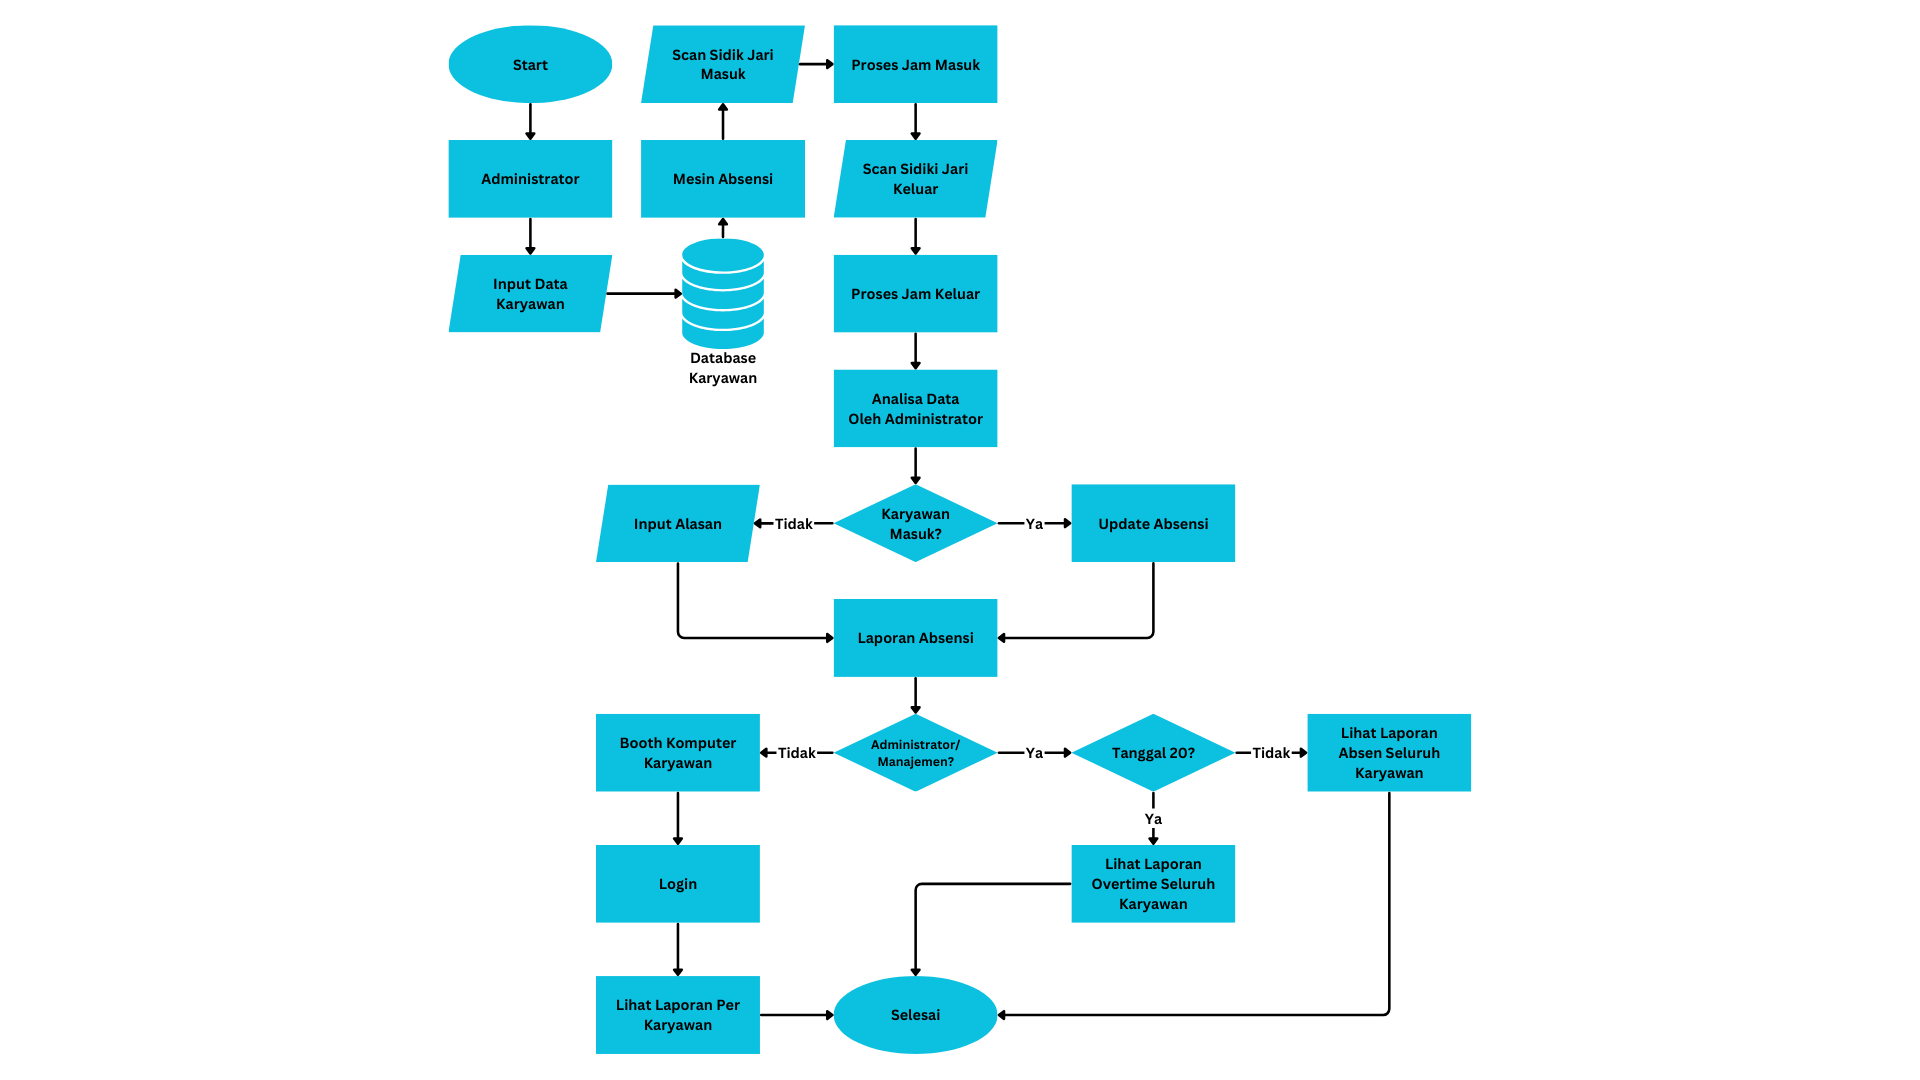 Start
Administrator
Input Data
Karyawan
Database
Karyawan
Mesin Absensi
Scan Sidik Jari
Masuk
Proses Jam Masuk
Scan Sidiki Jari
Keluar
Proses Jam Keluar
Analisa Data
Oleh Administrator
Karyawan
Masuk?
Tidak
Input Alasan
Ya
Update Absensi
Laporan Absensi
Administrator/
Manajemen?
Tidak
Booth Komputer
Karyawan
Login
Lihat Laporan Per
Karyawan
Ya
Tanggal 20?
Tidak
Lihat Laporan
Absen Seluruh
Karyawan
Ya
Lihat Laporan
Overtime Seluruh
Karyawan
Selesai